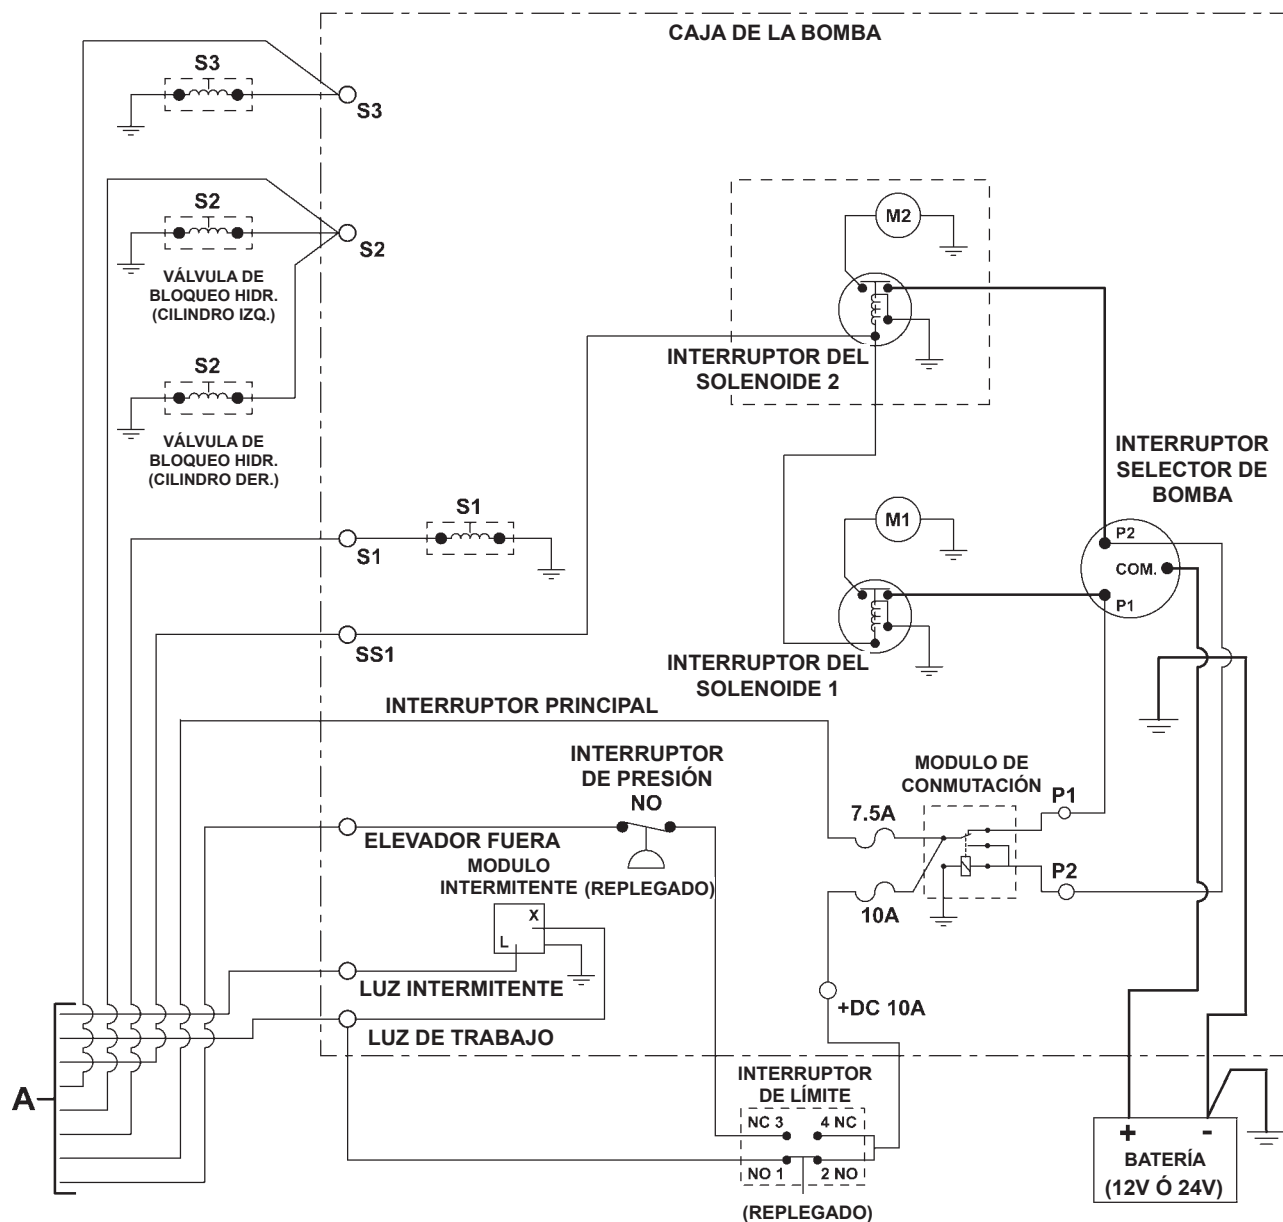 CAJA DE LA BOMBA
S3
S3
S2
S2
VÁLVULA DE
BLOQUEO HIDR.
(CILINDRO IZQ.)
S2
VÁLVULA DE
BLOQUEO HIDR.
(CILINDRO DER.)
M2
INTERRUPTOR DEL
SOLENOIDE 2
INTERRUPTOR
SELECTOR DE
BOMBA
S1
S1
M1
P2
COM.
P1
SS1
INTERRUPTOR DEL
SOLENOIDE 1
INTERRUPTOR PRINCIPAL
INTERRUPTOR
DE PRESIÓN
NO
MODULO DE
CONMUTACIÓN
P1
7.5A
ELEVADOR FUERA
MODULO
INTERMITENTE
(REPLEGADO)
P2
10A
X
L
LUZ INTERMITENTE
+DC 10A
LUZ DE TRABAJO
A
INTERRUPTOR
DE LÍMITE
NC 3
4 NC
NO 1
2 NO
(REPLEGADO)
+
-
BATERÍA
(12V Ó 24V)